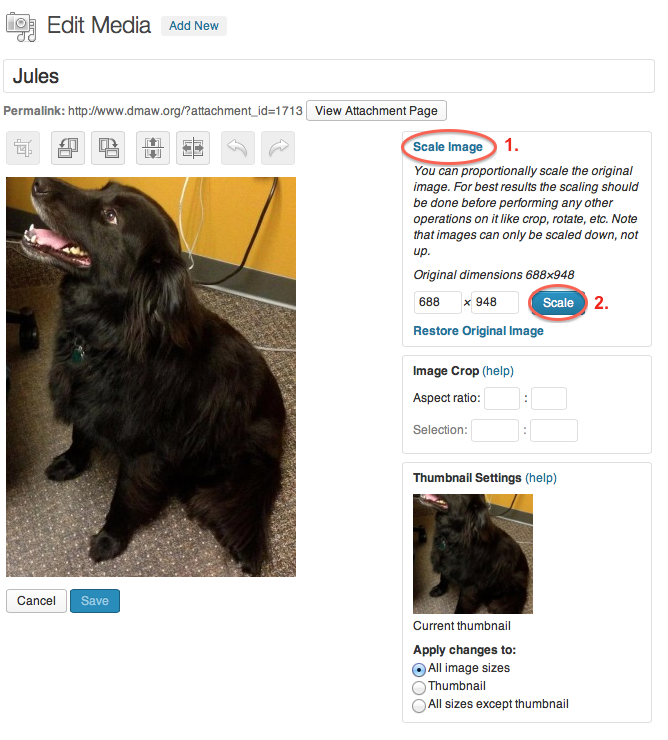 Edit Media Add New
Jules
Permalink: http://www.dmaw.org/?attachment_id=1713 View Attachment Page
Scale Image 1.
You can proportionally scale the original
image. For best results the scaling should
be done before performing any other
operations on it like crop, rotate, etc. Note
that images can only be scaled down, not
up.
Original dimensions 688×948
688 × 948 Scale 2.
Restore Original Image
Image Crop (help)
Aspect ratio: :
Selection: :
Thumbnail Settings (help)
Current thumbnail
Apply changes to:
All image sizes
Thumbnail
All sizes except thumbnail
Cancel Save